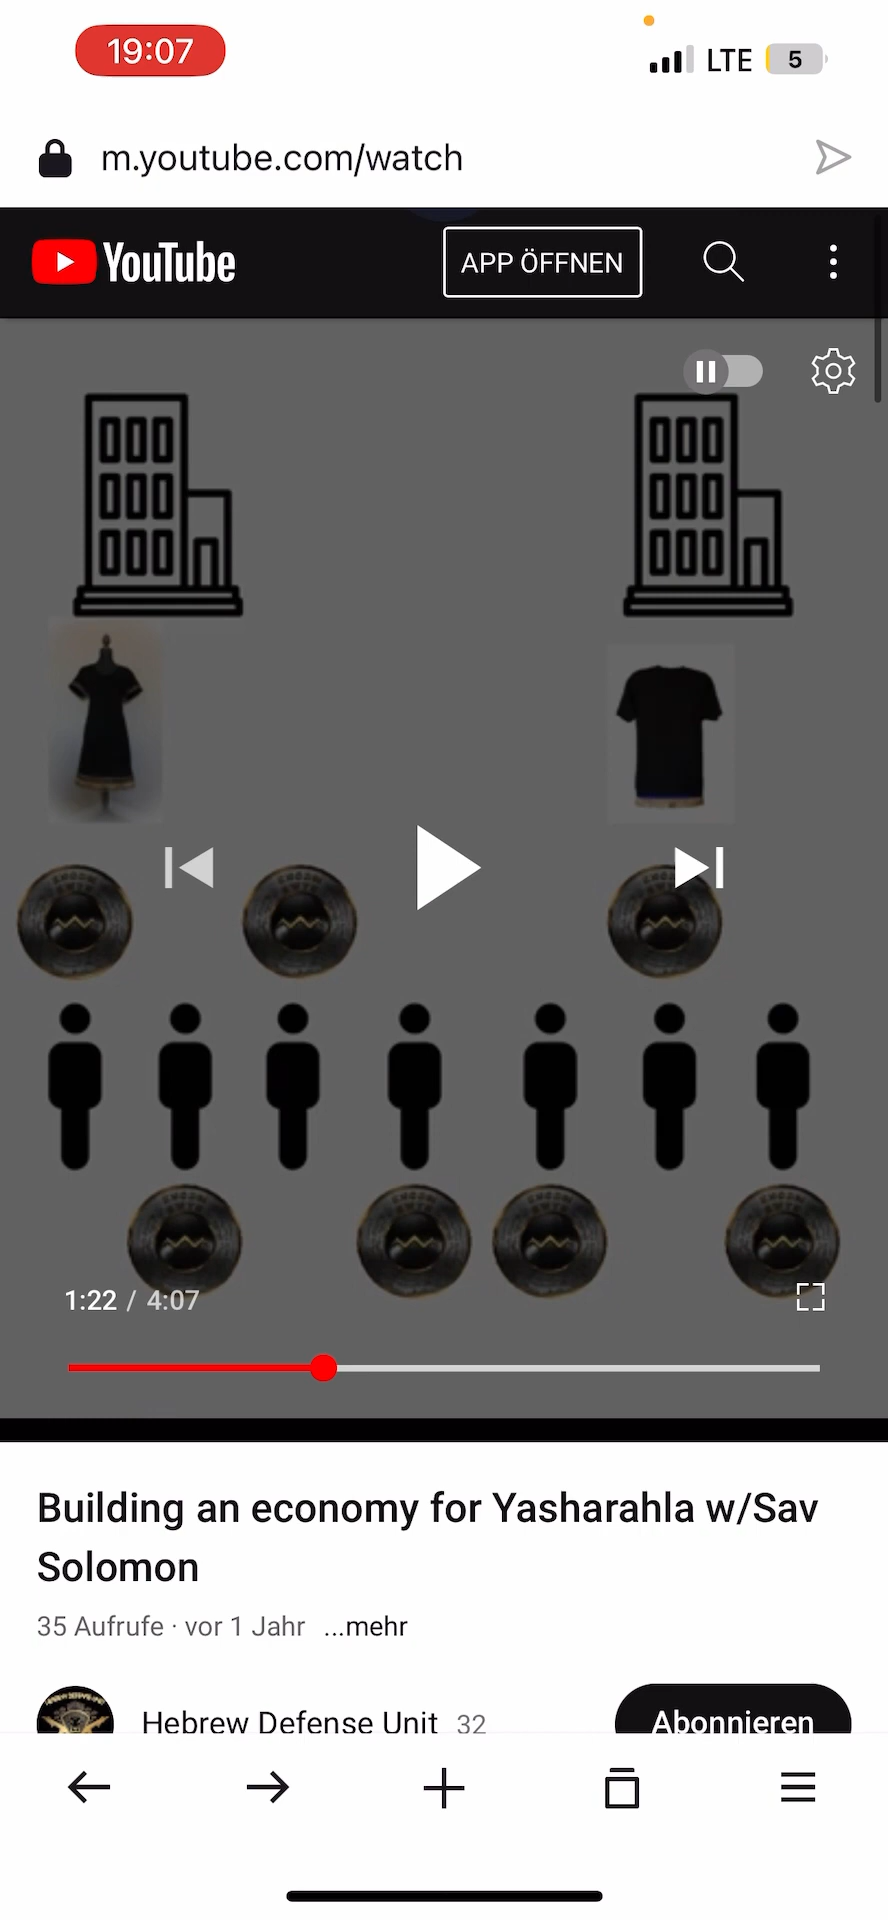 19:07
LTE 5
m.youtube.com/watch
YouTube
APP ÖFFNEN
1:22 / 4:07
Building an economy for Yasharahla w/Sav
Solomon
35 Aufrufe · vor 1 Jahr ...mehr
Hebrew Defense Unit 32
Abonnieren